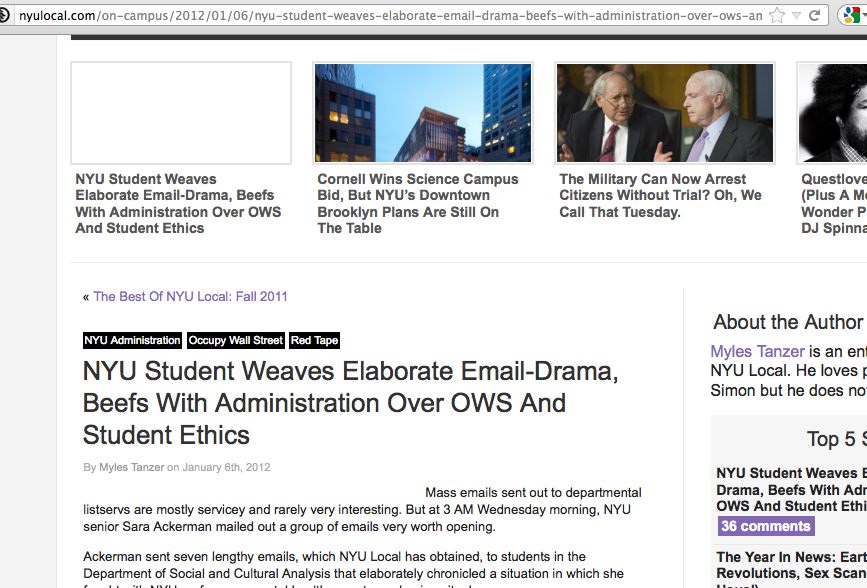 nyulocal.com/on-campus/2012/01/06/nyu-student-weaves-elaborate-email-drama-beefs-with-administration-over-ows-an
NYU Student Weaves
Elaborate Email-Drama, Beefs
With Administration Over OWS
And Student Ethics
Cornell Wins Science Campus
Bid, But NYU's Downtown
Brooklyn Plans Are Still On
The Table
The Military Can Now Arrest
Citizens Without Trial? Oh, We
Call That Tuesday.
Questlove
(Plus A
Wonder P
DJ Spinna
« The Best Of NYU Local: Fall 2011
NYU Administration Occupy Wall Street Red Tape
NYU Student Weaves Elaborate Email-Drama,
Beefs With Administration Over OWS And
Student Ethics
By Myles Tanzer on January 6th, 2012
Mass emails sent out to departmental
listservs are mostly servicey and rarely very interesting. But at 3 AM Wednesday morning, NYU
senior Sara Ackerman mailed out a group of emails very worth opening.
Ackerman sent seven lengthy emails, which NYU Local has obtained, to students in the
Department of Social and Cultural Analysis that elaborately chronicled a situation in which she
About the Author
Myles Tanzer is an ent
NYU Local. He loves p
Simon but he does no
Top 5 S
NYU Student Weaves E
Drama, Beefs With Adm
OWS And Student Ethi
36 comments
The Year In News: Eart
Revolutions, Sex Scan